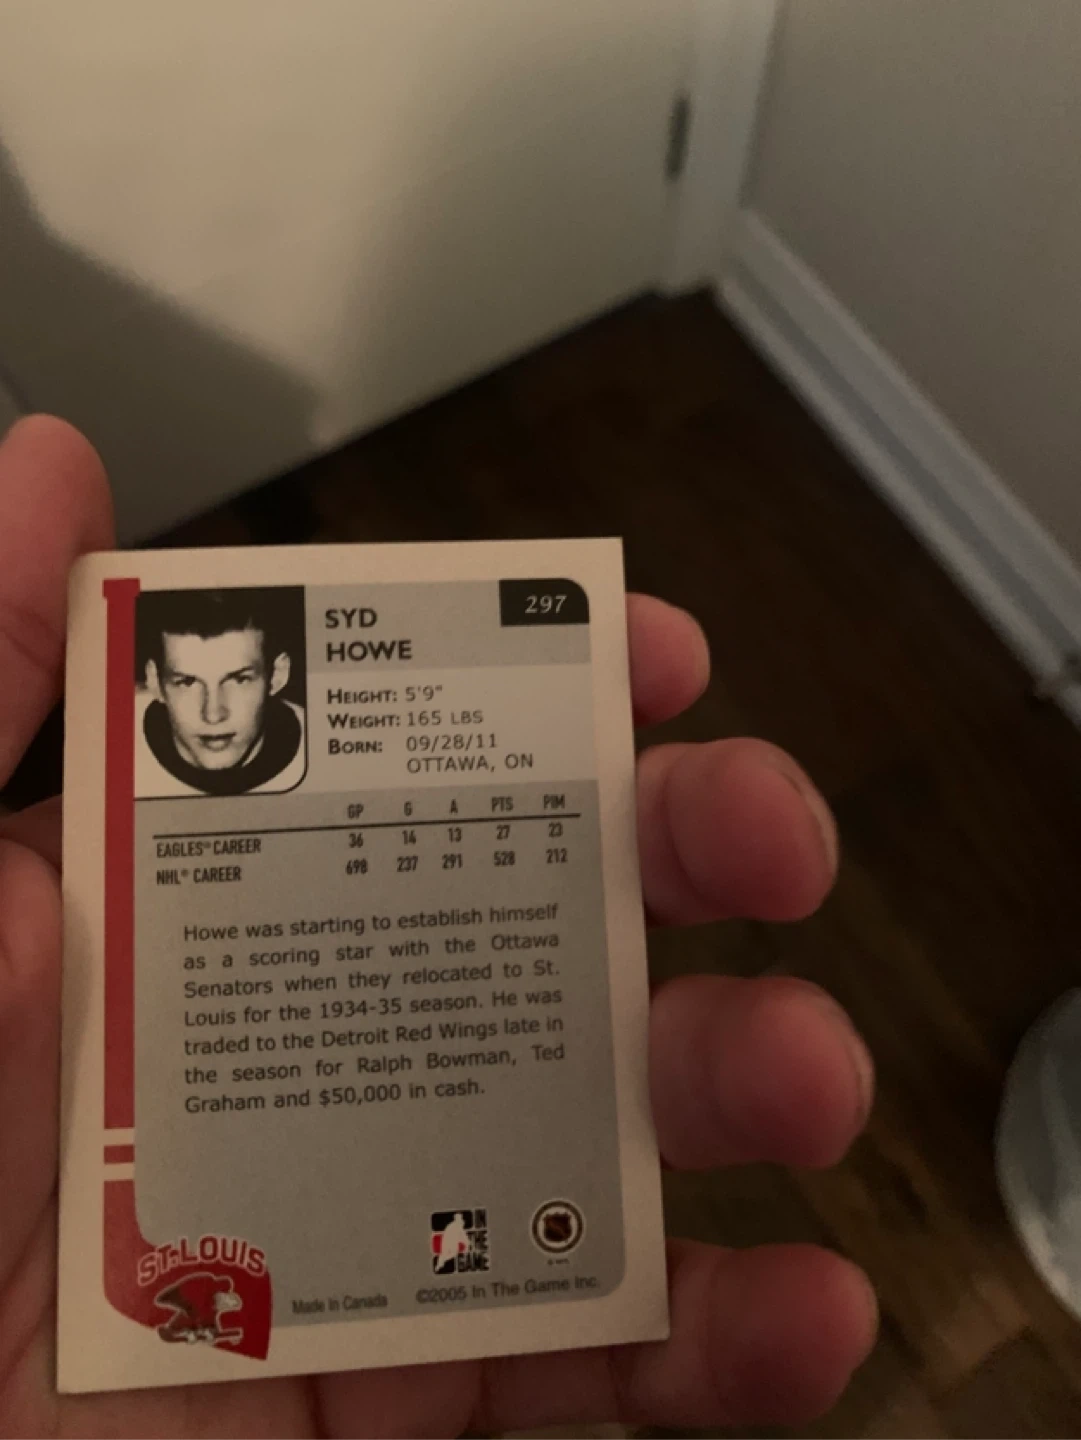 297
SYD
HOWE
HEIGHT: 5'9"
WEIGHT: 165 LBS
BORN: 09/28/11
OTTAWA, ON
GP G A PTS PIM
EAGLES® CAREER 36 14 13 27 23
NHL® CAREER 698 237 291 528 212
Howe was starting to establish himself
as a scoring star with the Ottawa
Senators when they relocated to St.
Louis for the 1934-35 season. He was
traded to the Detroit Red Wings late in
the season for Ralph Bowman, Ted
Graham and $50,000 in cash.
ST. LOUIS
IN
THE
GAME
Made in Canada ©2005 In The Game Inc.